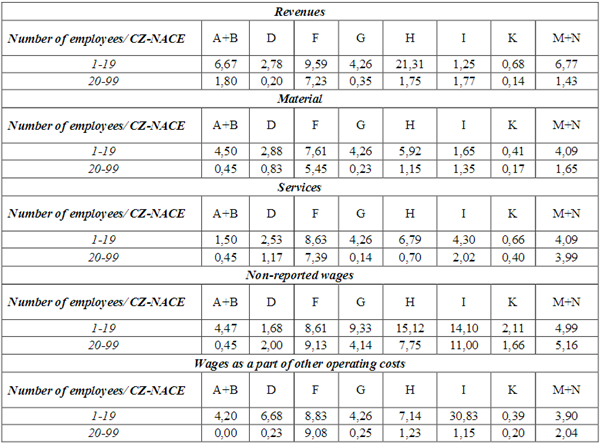 Revenues
Number of employees/ CZ-NACE A+B D F G H I K M+N
1-19 6,67 2,78 9,59 4,26 21,31 1,25 0,68 6,77
20-99 1,80 0,20 7,23 0,35 1,75 1,77 0,14 1,43
Material
Number of employees/ CZ-NACE A+B D F G H I K M+N
1-19 4,50 2,88 7,61 4,26 5,92 1,65 0,41 4,09
20-99 0,45 0,83 5,45 0,23 1,15 1,35 0,17 1,65
Services
Number of employees/ CZ-NACE A+B D F G H I K M+N
1-19 1,50 2,53 8,63 4,26 6,79 4,30 0,66 4,09
20-99 0,45 1,17 7,39 0,14 0,70 2,02 0,40 3,99
Non-reported wages
Number of employees/ CZ-NACE A+B D F G H I K M+N
1-19 4,47 1,68 8,61 9,33 15,12 14,10 2,11 4,99
20-99 0,45 2,00 9,13 4,14 7,75 11,00 1,66 5,16
Wages as a part of other operating costs
Number of employees/ CZ-NACE A+B D F G H I K M+N
1-19 4,20 6,68 8,83 4,26 7,14 30,83 0,39 3,90
20-99 0,00 0,23 9,08 0,25 1,23 1,15 0,20 2,04